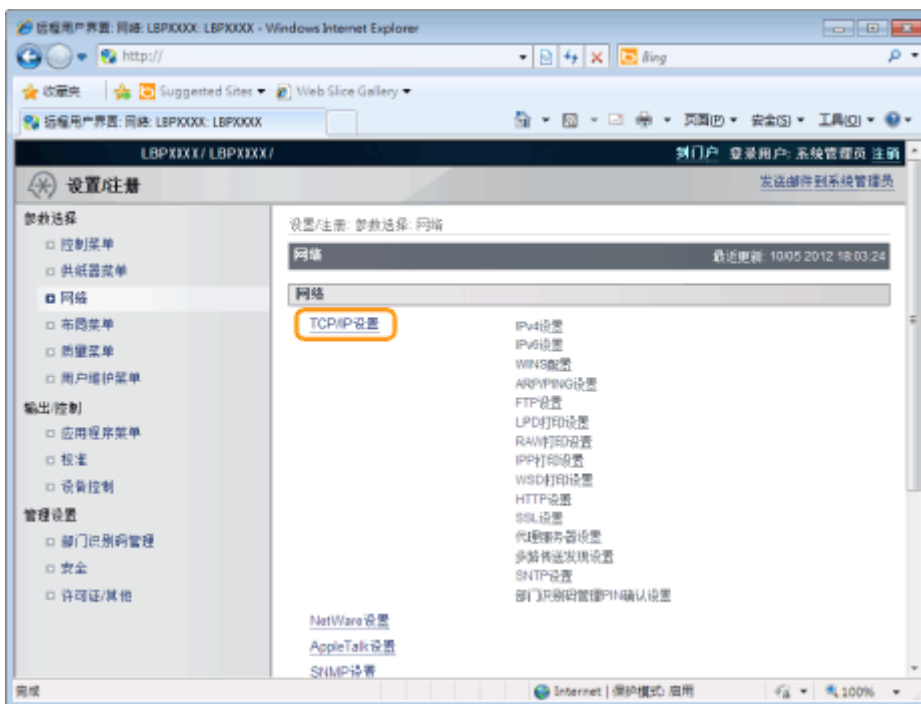 远程用户界面: 网络: LBPXXXX: LBPXXXX - Windows Internet Explorer
http://
Bing
收藏夹 Suggested Sites Web Slice Gallery
远程用户界面: 网络: LBPXXXX: LBPXXXX
页面(P) 安全(S) 工具(O)
LBPXXXX/ LBPXXXX/
到门户 登录用户: 系统管理员 注销
设置/注册
发送邮件到系统管理员
参数选择
控制菜单
供纸器菜单
网络
布局菜单
质量菜单
用户维护菜单
输出/控制
应用程序菜单
校准
设备控制
管理设置
部门识别码管理
安全
许可证/其他
设置/注册: 参数选择: 网络
网络
最近更新: 10/05 2012 18:03:24
网络
TCP/IP设置
IPv4设置
IPv6设置
WINS配置
ARP/PING设置
FTP设置
LPD打印设置
RAW打印设置
IPP打印设置
WSD打印设置
HTTP设置
SSL设置
代理服务器设置
多路传送发现设置
SNTP设置
部门识别码管理PIN确认设置
NetWare设置
AppleTalk设置
SNMP设置
完成
Internet | 保护模式: 启用
100%